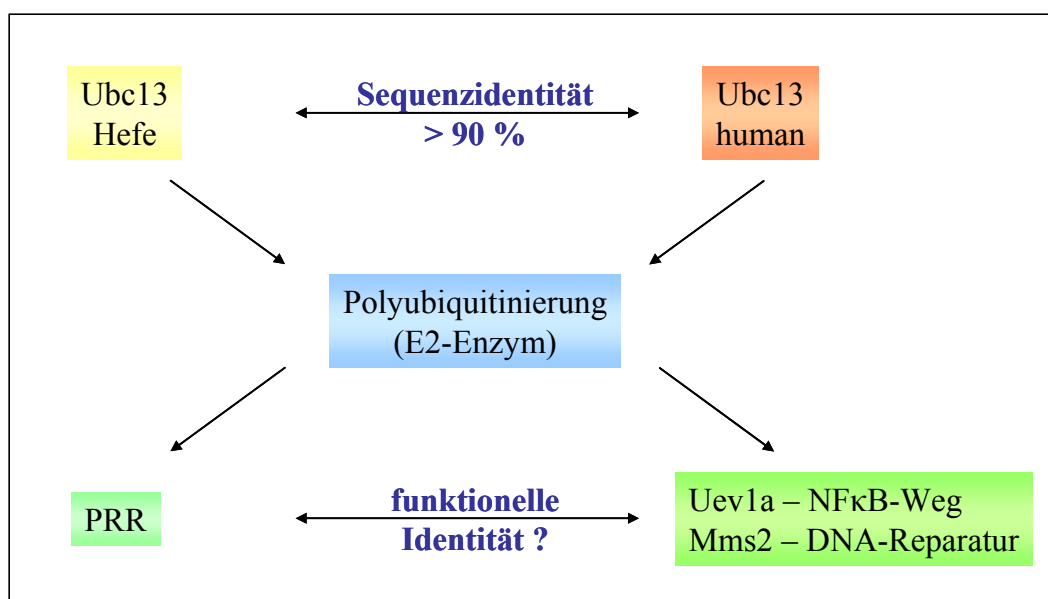 Ubc13
Hefe
Sequenzidentität
> 90 %
Ubc13
human
Polyubiquitinierung
(E2-Enzym)
PRR
funktionelle
Identität ?
Uev1a – NFκB-Weg
Mms2 – DNA-Reparatur